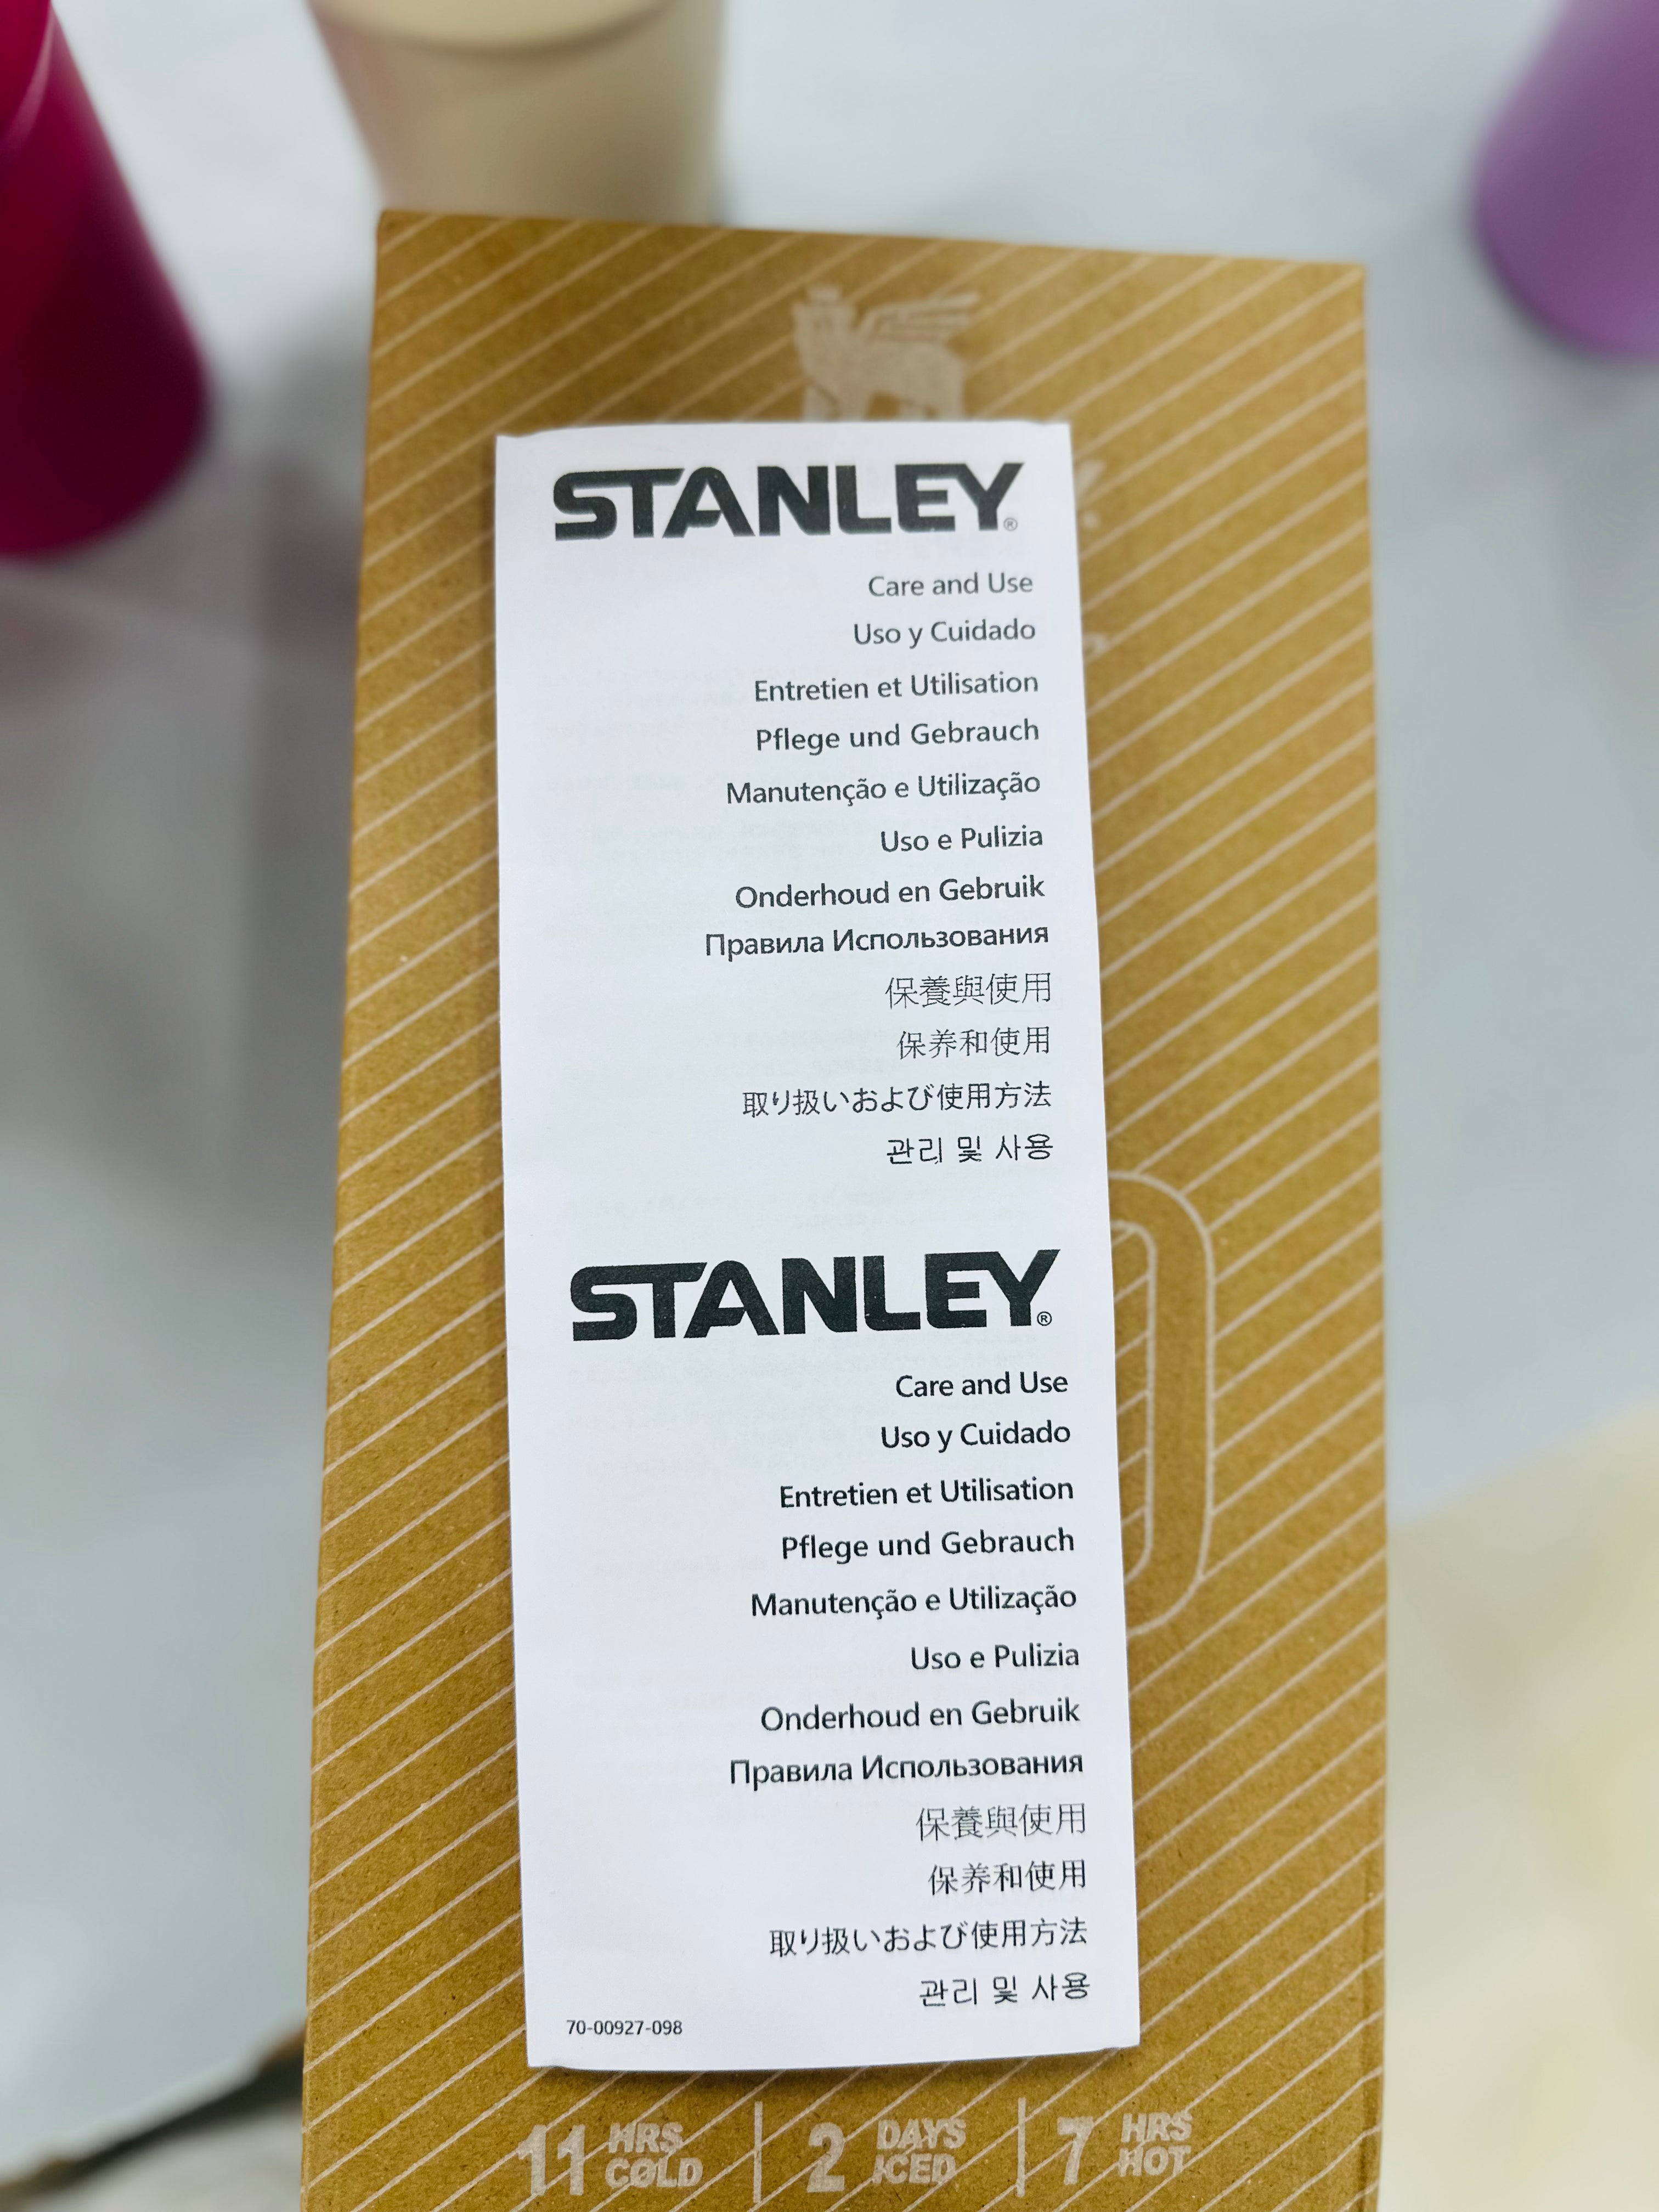 STANLEY®
Care and Use
Uso y Cuidado
Entretien et Utilisation
Pflege und Gebrauch
Manutenção e Utilização
Uso e Pulizia
Onderhoud en Gebruik
Правила Использования
保養與使用
保养和使用
取り扱いおよび使用方法
관리 및 사용
STANLEY®
Care and Use
Uso y Cuidado
Entretien et Utilisation
Pflege und Gebrauch
Manutenção e Utilização
Uso e Pulizia
Onderhoud en Gebruik
Правила Использования
保養與使用
保养和使用
取り扱いおよび使用方法
관리 및 사용
70-00927-098
11 HRS COLD | 2 DAYS ICED | 7 HRS HOT